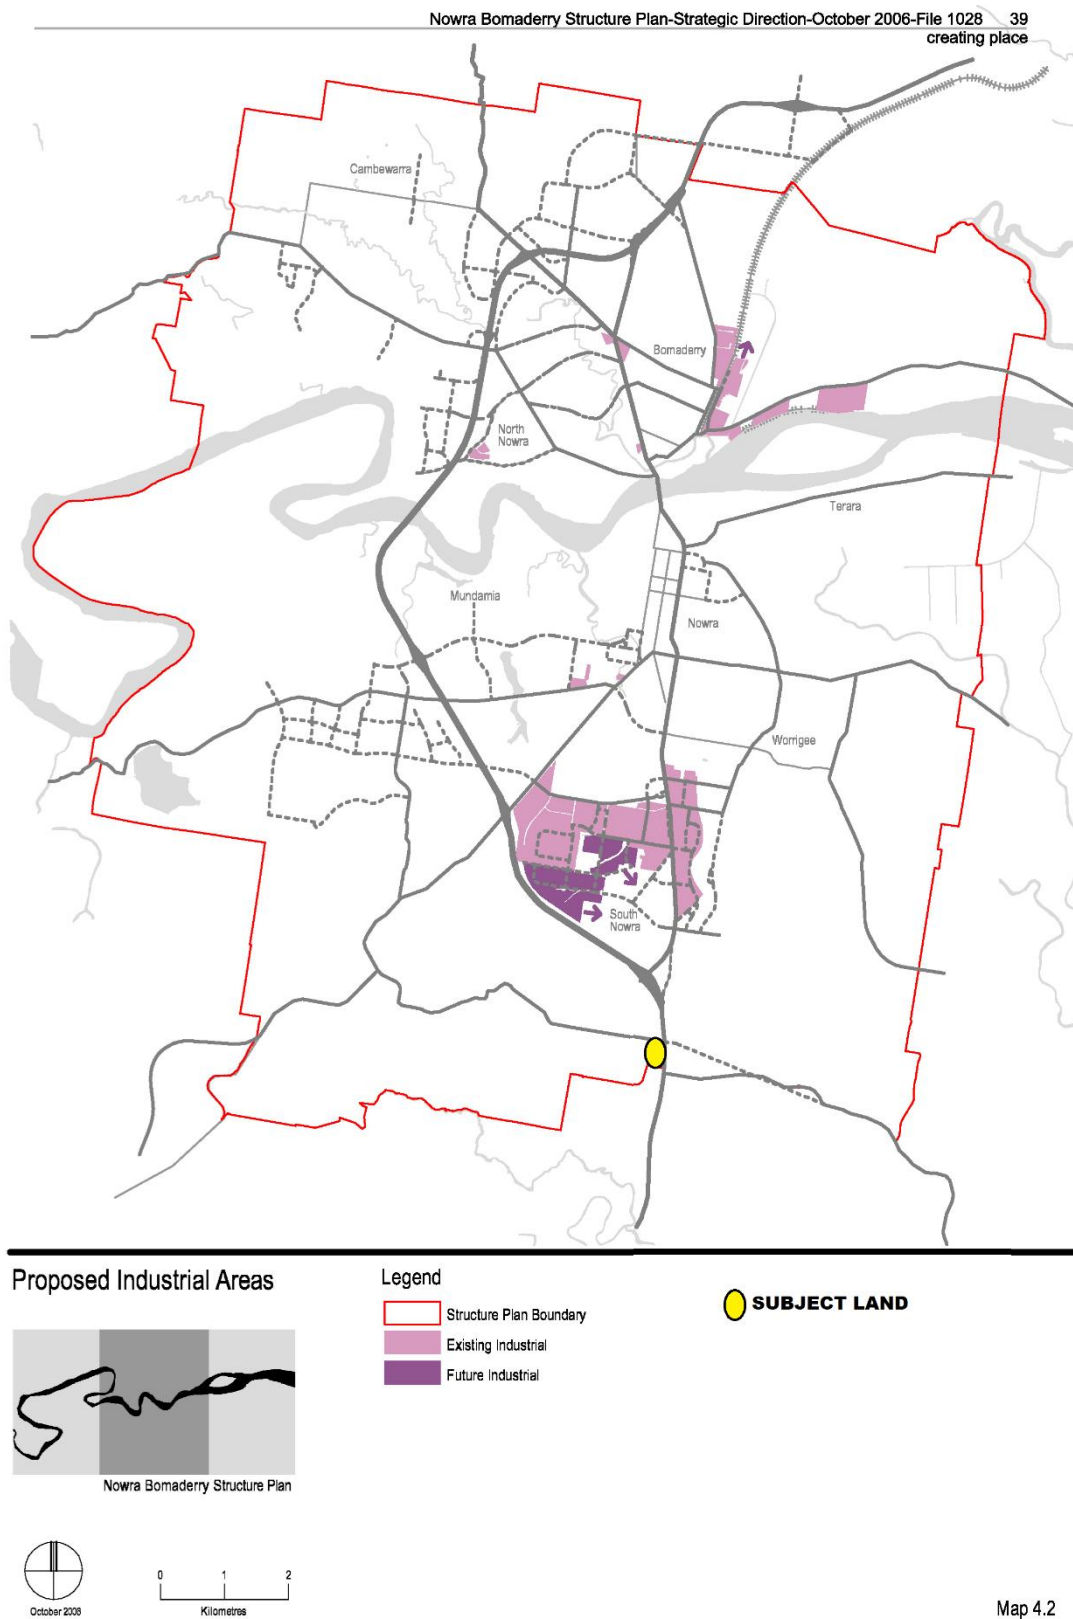 Nowra Bomaderry Structure Plan-Strategic Direction-October 2006-File 1028 39
creating place
Cambewarra
Bomaderry
North
Nowra
Terara
Mundamia
Nowra
Worrigee
South
Nowra
Proposed Industrial Areas
Legend
Structure Plan Boundary
Existing Industrial
Future Industrial
SUBJECT LAND
Nowra Bomaderry Structure Plan
October 2006
0 1 2
Kilometres
Map 4.2